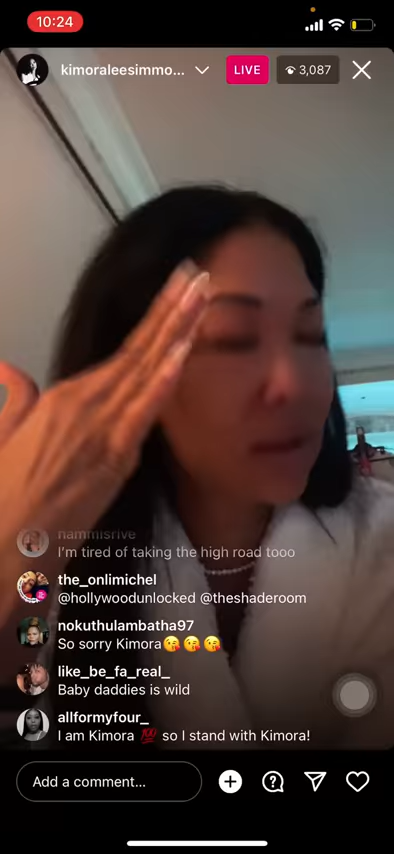 10:24
kimoraleesimmo...
LIVE
3,087
hammisrive
I'm tired of taking the high road tooo
the_onlimichel
@hollywoodunlocked @theshaderoom
nokuthulambatha97
So sorry Kimora😘😘😘
like_be_fa_real_
Baby daddies is wild
allformyfour_
I am Kimora 💯 so I stand with Kimora!
Add a comment...